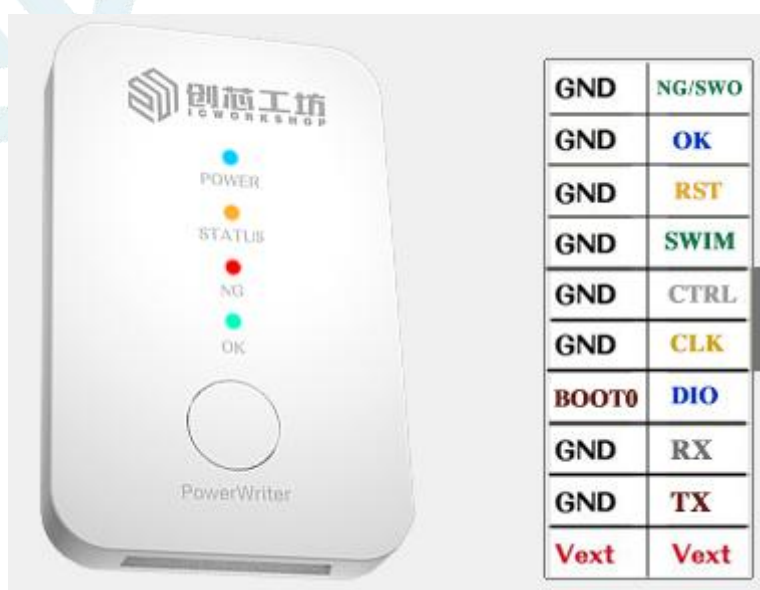 创芯工坊
ICWORKSHOP
POWER
STATUS
NG
OK
PowerWriter
GND NG/SWO
GND OK
GND RST
GND SWIM
GND CTRL
GND CLK
BOOT0 DIO
GND RX
GND TX
Vext Vext